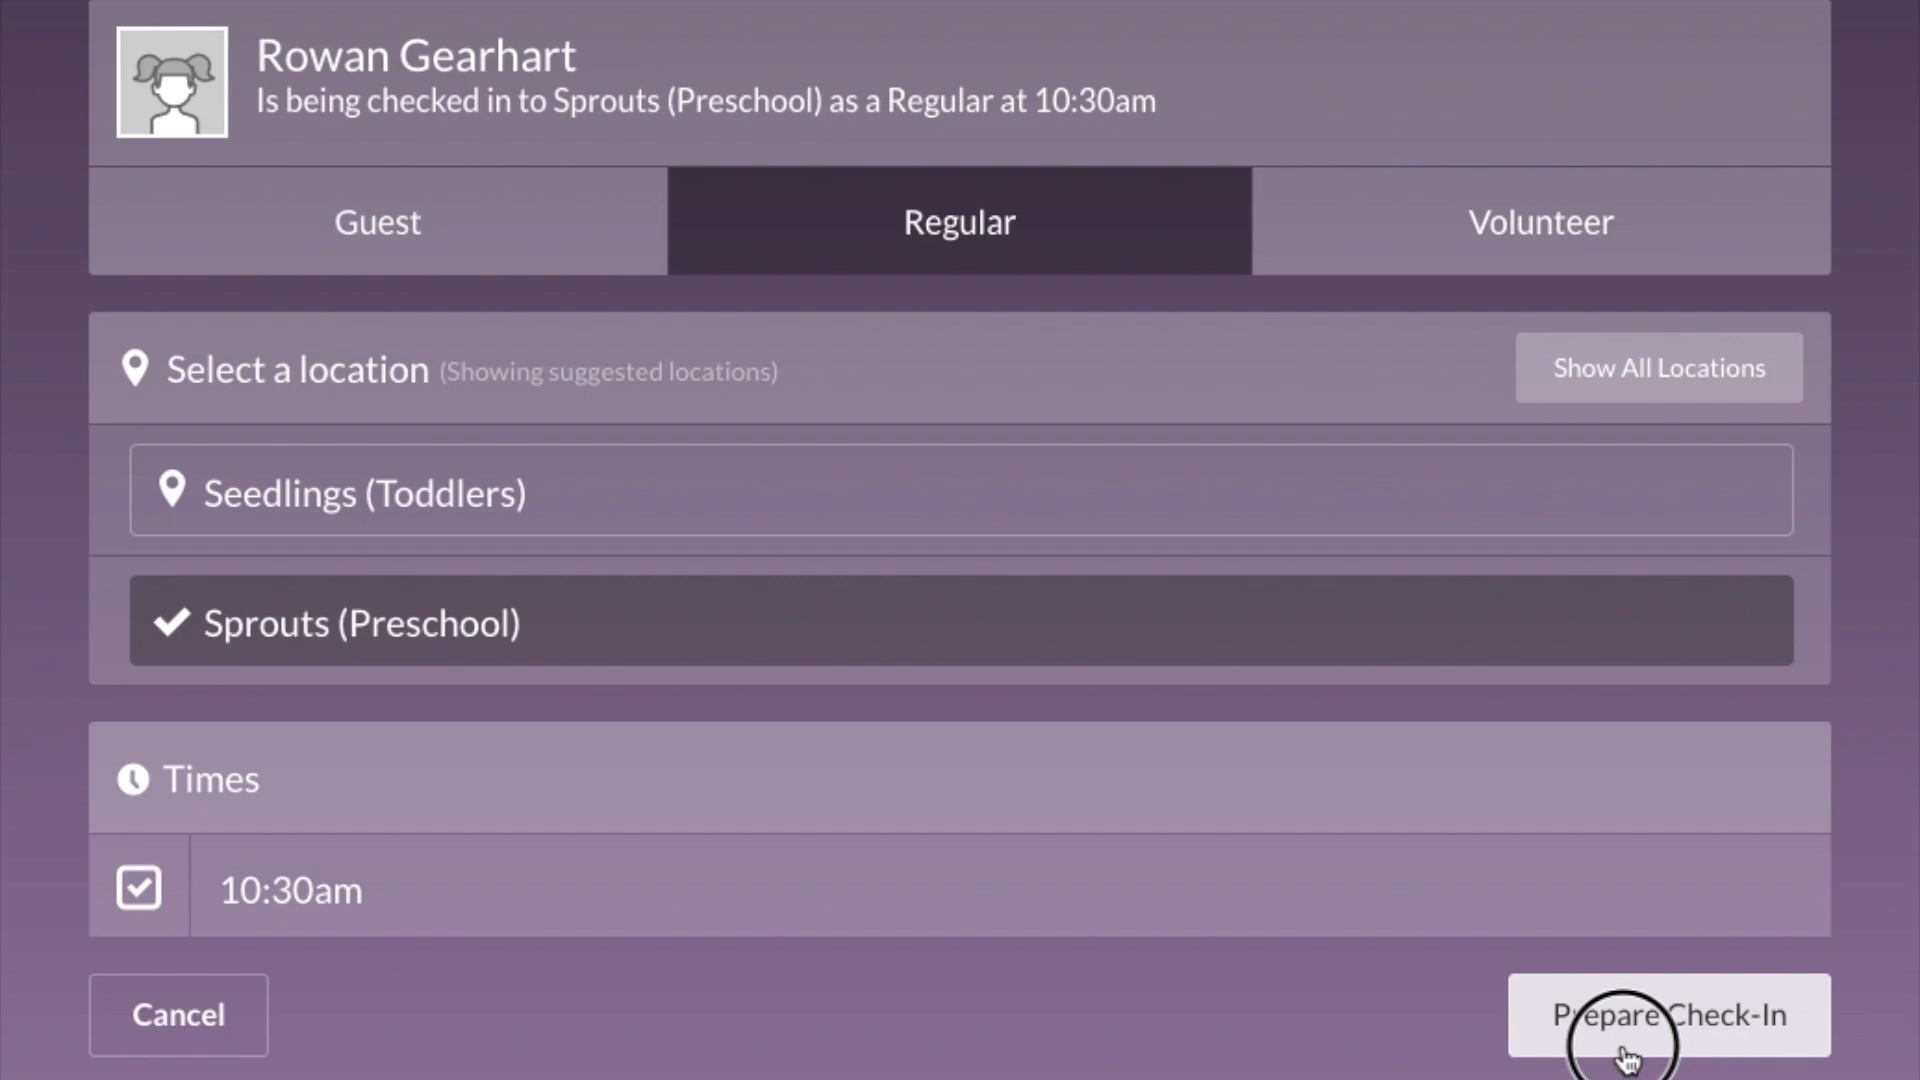 Rowan Gearhart
Is being checked in to Sprouts (Preschool) as a Regular at 10:30am
Guest
Regular
Volunteer
Select a location (Showing suggested locations)
Show All Locations
Seedlings (Toddlers)
Sprouts (Preschool)
Times
10:30am
Cancel
Prepare Check-In